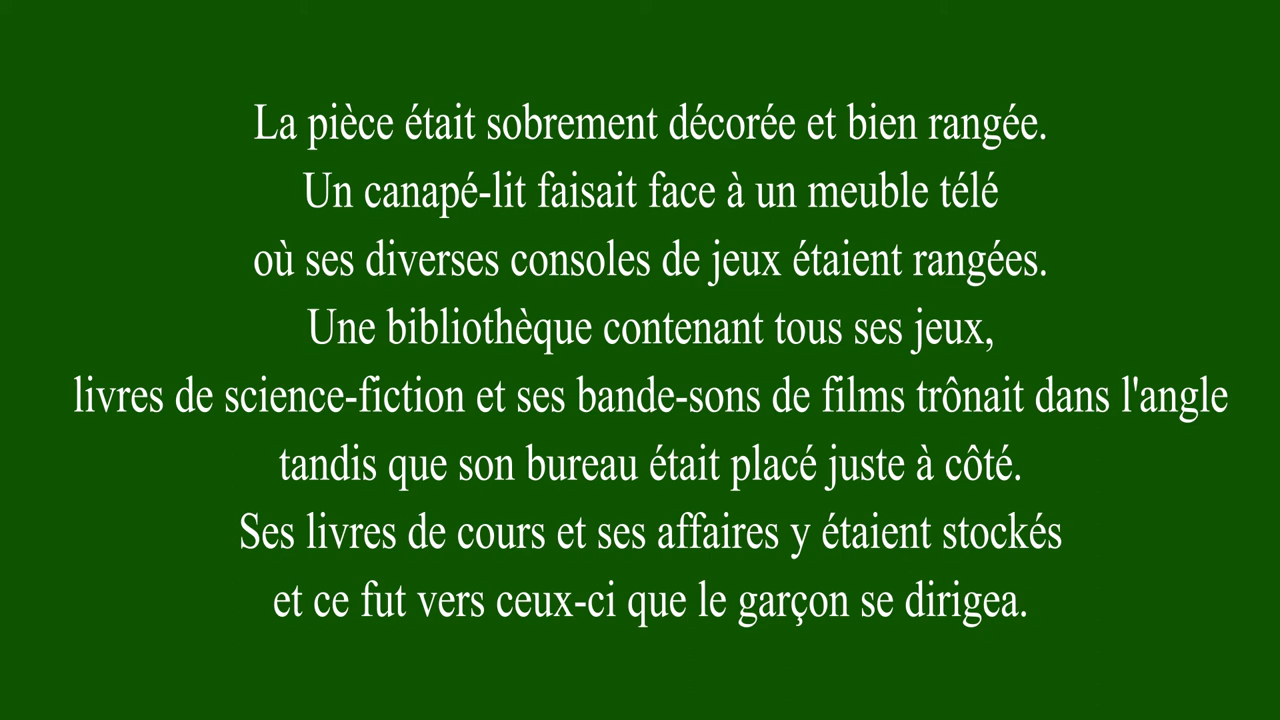 La pièce était sobrement décorée et bien rangée.
Un canapé-lit faisait face à un meuble télé
où ses diverses consoles de jeux étaient rangées.
Une bibliothèque contenant tous ses jeux,
livres de science-fiction et ses bande-sons de films trônait dans l'angle
tandis que son bureau était placé juste à côté.
Ses livres de cours et ses affaires y étaient stockés
et ce fut vers ceux-ci que le garçon se dirigea.